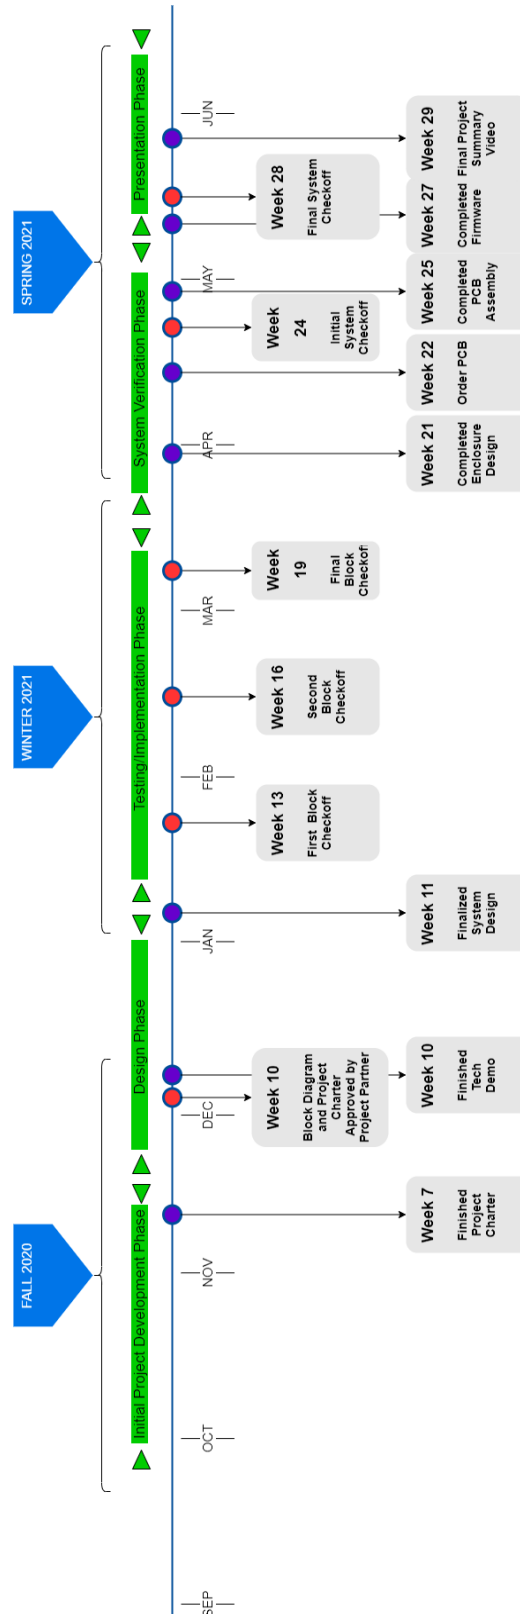 FALL 2020
WINTER 2021
SPRING 2021
Initial Project Development Phase
Design Phase
Testing/Implementation Phase
System Verification Phase
Presentation Phase
SEP
OCT
NOV
DEC
JAN
FEB
MAR
APR
MAY
JUN
Week 10
Block Diagram
and Project
Charter
Approved by
Project Partner
Week 13
First Block
Checkoff
Week 16
Second
Block
Checkoff
Week
19
Final
Block
Checkoff
Week
24
Initial
System
Checkoff
Week 28
Final System
Checkoff
Week 7
Finished
Project
Charter
Week 10
Finished
Tech
Demo
Week 11
Finalized
System
Design
Week 21
Completed
Enclosure
Design
Week 22
Order PCB
Week 25
Completed
PCB
Assembly
Week 27
Completed
Firmware
Week 29
Final Project
Summary
Video